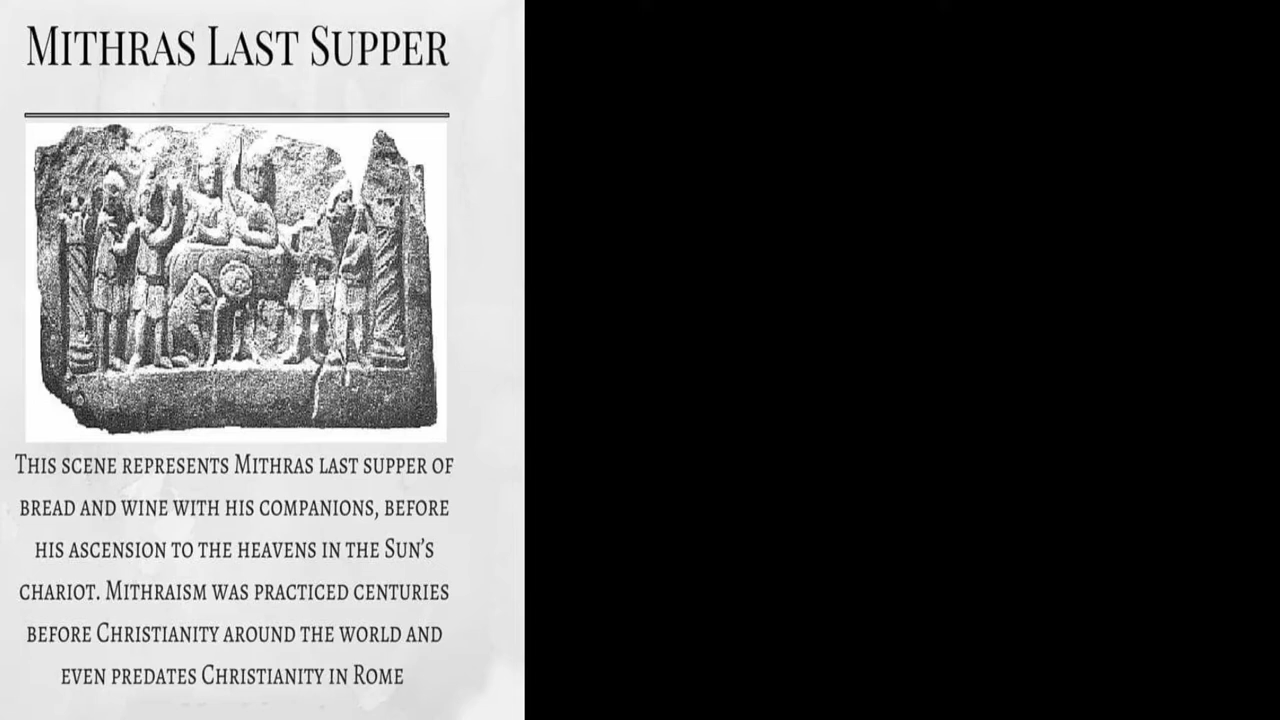 Mithras Last Supper
This scene represents Mithras last supper of
bread and wine with his companions, before
his ascension to the heavens in the Sun's
chariot. Mithraism was practiced centuries
before Christianity around the world and
even predates Christianity in Rome